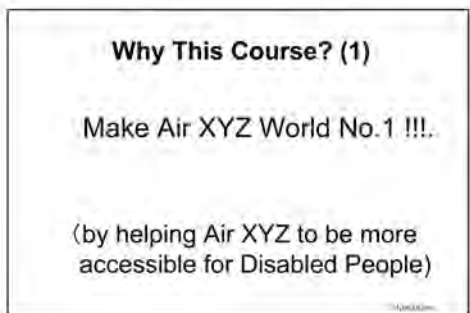 Why This Course? (1)
Make Air XYZ World No.1 !!!.
(by helping Air XYZ to be more
accessible for Disabled People)